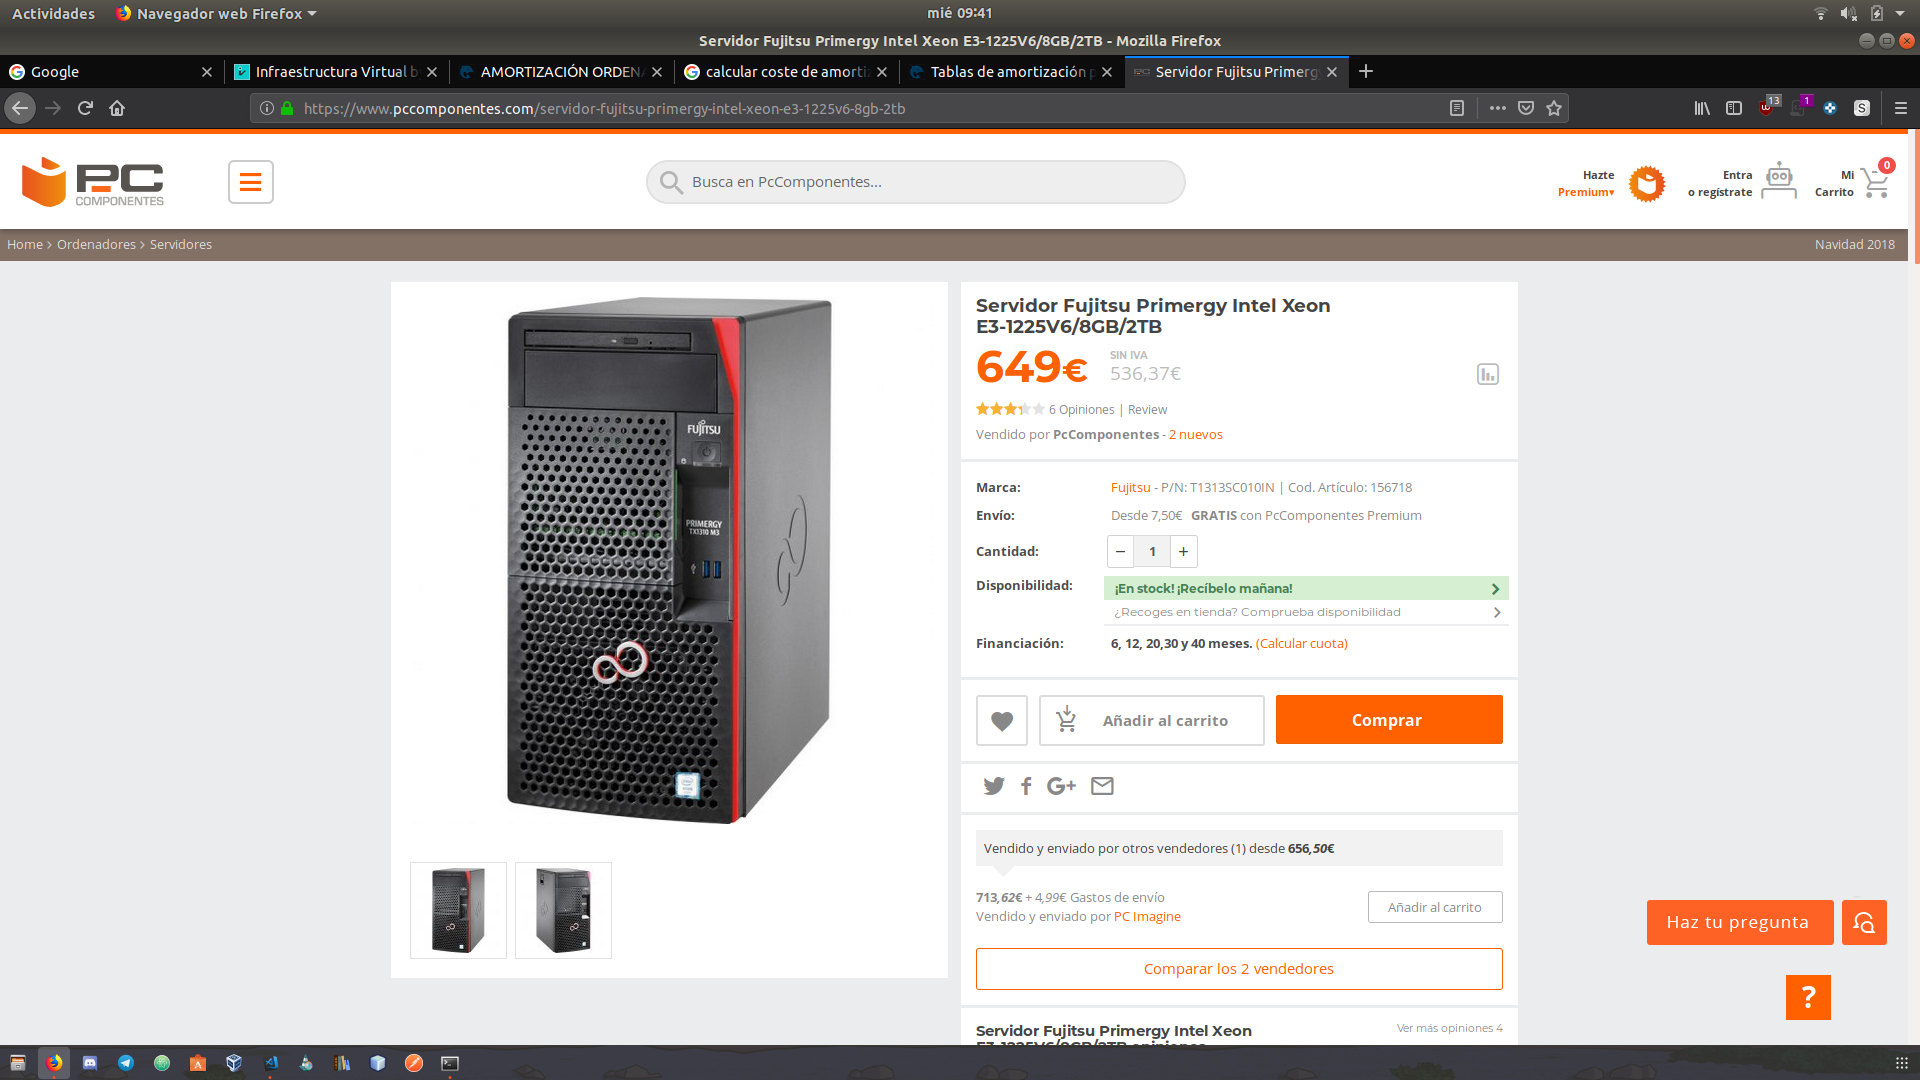 Actividades
Navegador web Firefox
mié 09:41
Servidor Fujitsu Primergy Intel Xeon E3-1225V6/8GB/2TB - Mozilla Firefox
Google
Infraestructura Virtual b
AMORTIZACIÓN ORDEN
calcular coste de amorti
Tablas de amortización
Servidor Fujitsu Primerg
https://www.pccomponentes.com/servidor-fujitsu-primergy-intel-xeon-e3-1225v6-8gb-2tb
13
1
S
PC
COMPONENTES
Busca en PcComponentes...
Hazte
Premium
Entra
o regístrate
Mi
Carrito
0
Home > Ordenadores > Servidores
Navidad 2018
FUJITSU
PRIMERGY
TX1310 M3
Servidor Fujitsu Primergy Intel Xeon
E3-1225V6/8GB/2TB
649€
SIN IVA
536,37€
6 Opiniones | Review
Vendido por PcComponentes - 2 nuevos
Marca:
Fujitsu - P/N: T1313SC010IN | Cod. Artículo: 156718
Envío:
Desde 7,50€ GRATIS con PcComponentes Premium
Cantidad:
− 1 +
Disponibilidad:
¡En stock! ¡Recíbelo mañana!
¿Recoges en tienda? Comprueba disponibilidad
Financiación:
6, 12, 20,30 y 40 meses. (Calcular cuota)
Añadir al carrito
Comprar
G+
Vendido y enviado por otros vendedores (1) desde 656,50€
713,62€ + 4,99€ Gastos de envío
Vendido y enviado por PC Imagine
Añadir al carrito
Comparar los 2 vendedores
Haz tu pregunta
?
Servidor Fujitsu Primergy Intel Xeon
E3-1225V6/8GB/2TB opiniones
Ver más opiniones 4